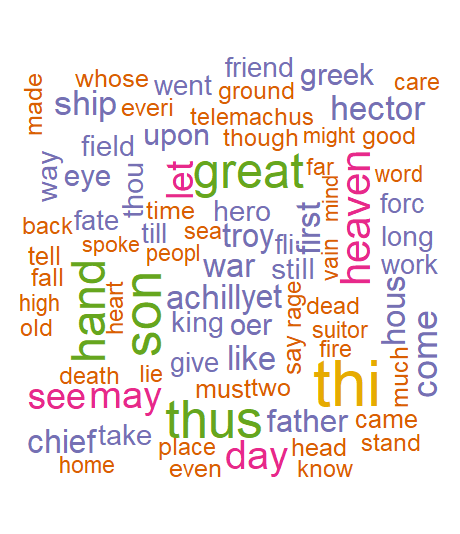 friend
whose
went
greek
care
made
ground
ship
everi
hector
telemachus
upon
though
might
good
field
way
eye
thou
let
great
far
heaven
word
mind
forc
back
fate
time
hero
first
till
sea
troy
fli
long
tell
spoke
peopl
war
still
vain
work
fall
hand
son
heart
achill
yet
say
rage
dead
hous
high
old
king
oer
suitor
come
give
like
fire
death
lie
must
two
thi
much
see
may
thus
father
came
chief
take
place
day
head
stand
home
even
know